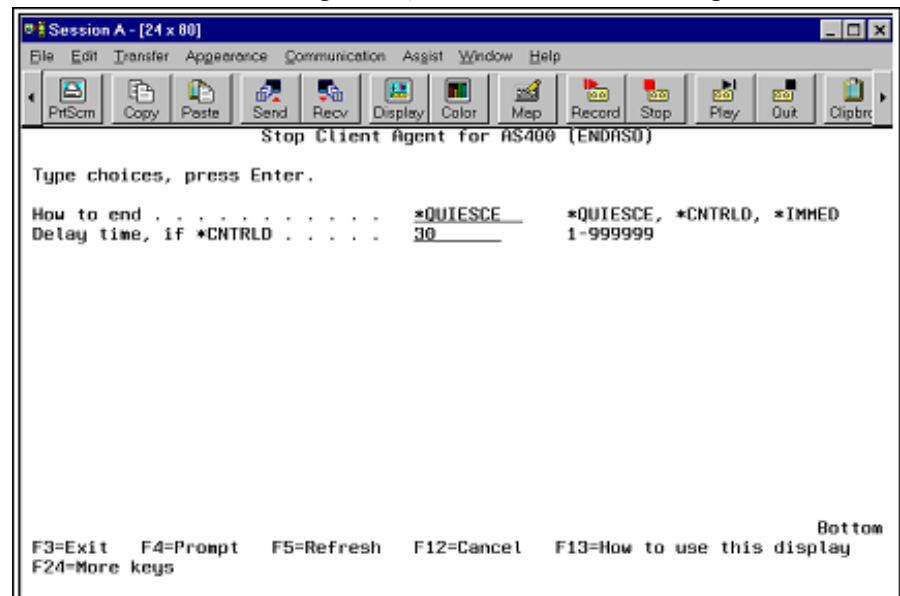 Session A - [24 x 80]
File Edit Transfer Appearance Communication Assist Window Help
PrtScrn Copy Paste Send Recv Display Color Map Record Stop Play Quit Clipbrd
Stop Client Agent for AS400 (ENDASO)
Type choices, press Enter.
How to end . . . . . . . . . . . *QUIESCE *QUIESCE, *CNTRLD, *IMMED
Delay time, if *CNTRLD . . . . . 30 1-999999
Bottom
F3=Exit F4=Prompt F5=Refresh F12=Cancel F13=How to use this display
F24=More keys